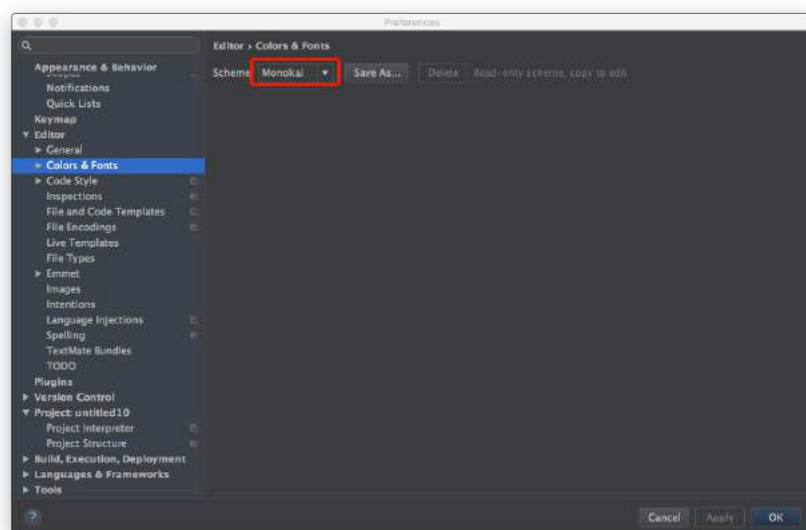 Preferences
Editor › Colors & Fonts
Scheme Monokai Save As... Delete Read-only scheme, copy to edit
Appearance & Behavior
Scopes
Notifications
Quick Lists
Keymap
Editor
General
Colors & Fonts
Code Style
Inspections
File and Code Templates
File Encodings
Live Templates
File Types
Emmet
Images
Intentions
Language Injections
Spelling
TextMate Bundles
TODO
Plugins
Version Control
Project: untitled10
Project Interpreter
Project Structure
Build, Execution, Deployment
Languages & Frameworks
Tools
?
Cancel Apply OK